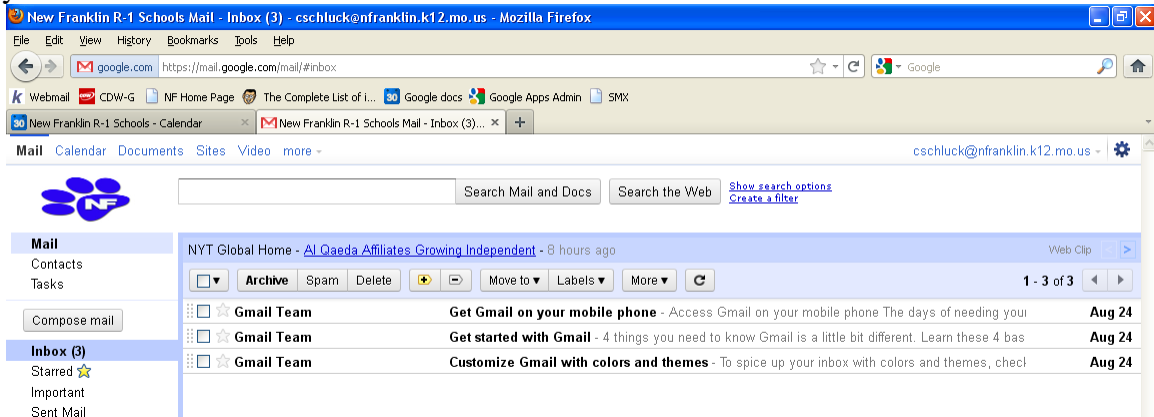 New Franklin R-1 Schools Mail - Inbox (3) - cschluck@nfranklin.k12.mo.us - Mozilla Firefox
File Edit View History Bookmarks Tools Help
google.com https://mail.google.com/mail/#inbox Google
Webmail CDW-G NF Home Page The Complete List of i... 30 Google docs Google Apps Admin SMX
30 New Franklin R-1 Schools - Calendar × New Franklin R-1 Schools Mail - Inbox (3)... × +
Mail Calendar Documents Sites Video more cschluck@nfranklin.k12.mo.us
NF Search Mail and Docs Search the Web Show search options
Create a filter
Mail NYT Global Home - Al Qaeda Affiliates Growing Independent - 8 hours ago Web Clip < >
Contacts
Tasks Archive Spam Delete Move to Labels More 1 - 3 of 3
Compose mail
Gmail Team Get Gmail on your mobile phone - Access Gmail on your mobile phone The days of needing your Aug 24
Gmail Team Get started with Gmail - 4 things you need to know Gmail is a little bit different. Learn these 4 bas Aug 24
Gmail Team Customize Gmail with colors and themes - To spice up your inbox with colors and themes, check Aug 24
Inbox (3)
Starred
Important
Sent Mail